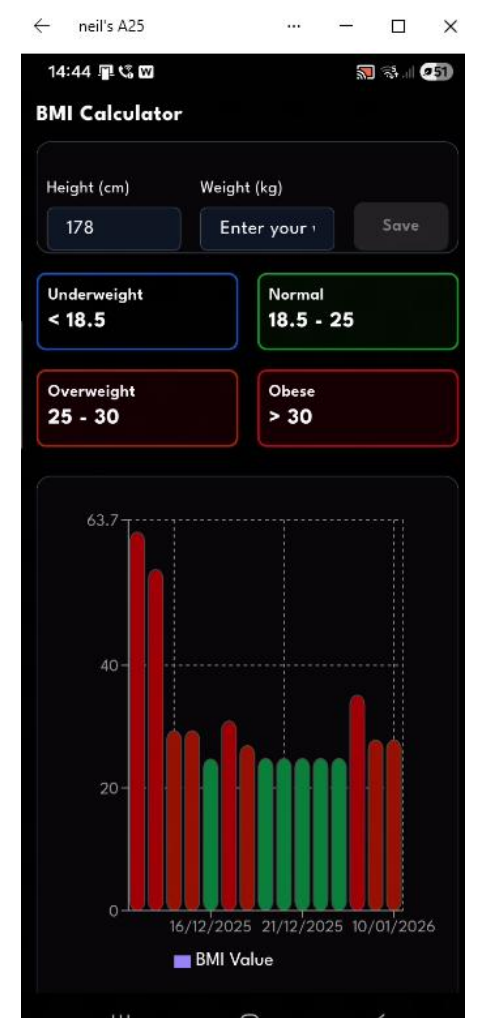 neil's A25
14:44
51
BMI Calculator
Height (cm) Weight (kg)
178 Enter your Save
Underweight
< 18.5
Normal
18.5 - 25
Overweight
25 - 30
Obese
> 30
63.7
40
20
0
16/12/2025 21/12/2025 10/01/2026
BMI Value